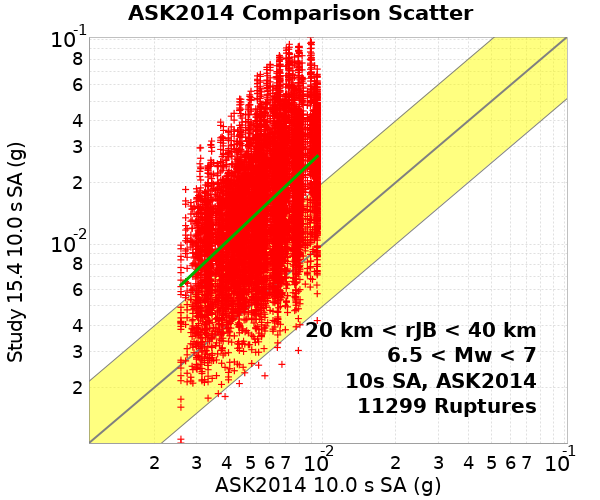 ASK2014 Comparison Scatter
10-1
8
6
4
3
2
10-2
8
6
4
3
2
Study 15.4 10.0 s SA (g)
20 km < rJB < 40 km
6.5 < Mw < 7
10s SA, ASK2014
11299 Ruptures
2 3 4 5 6 7 10-2 2 3 4 5 6 7 10-1
ASK2014 10.0 s SA (g)